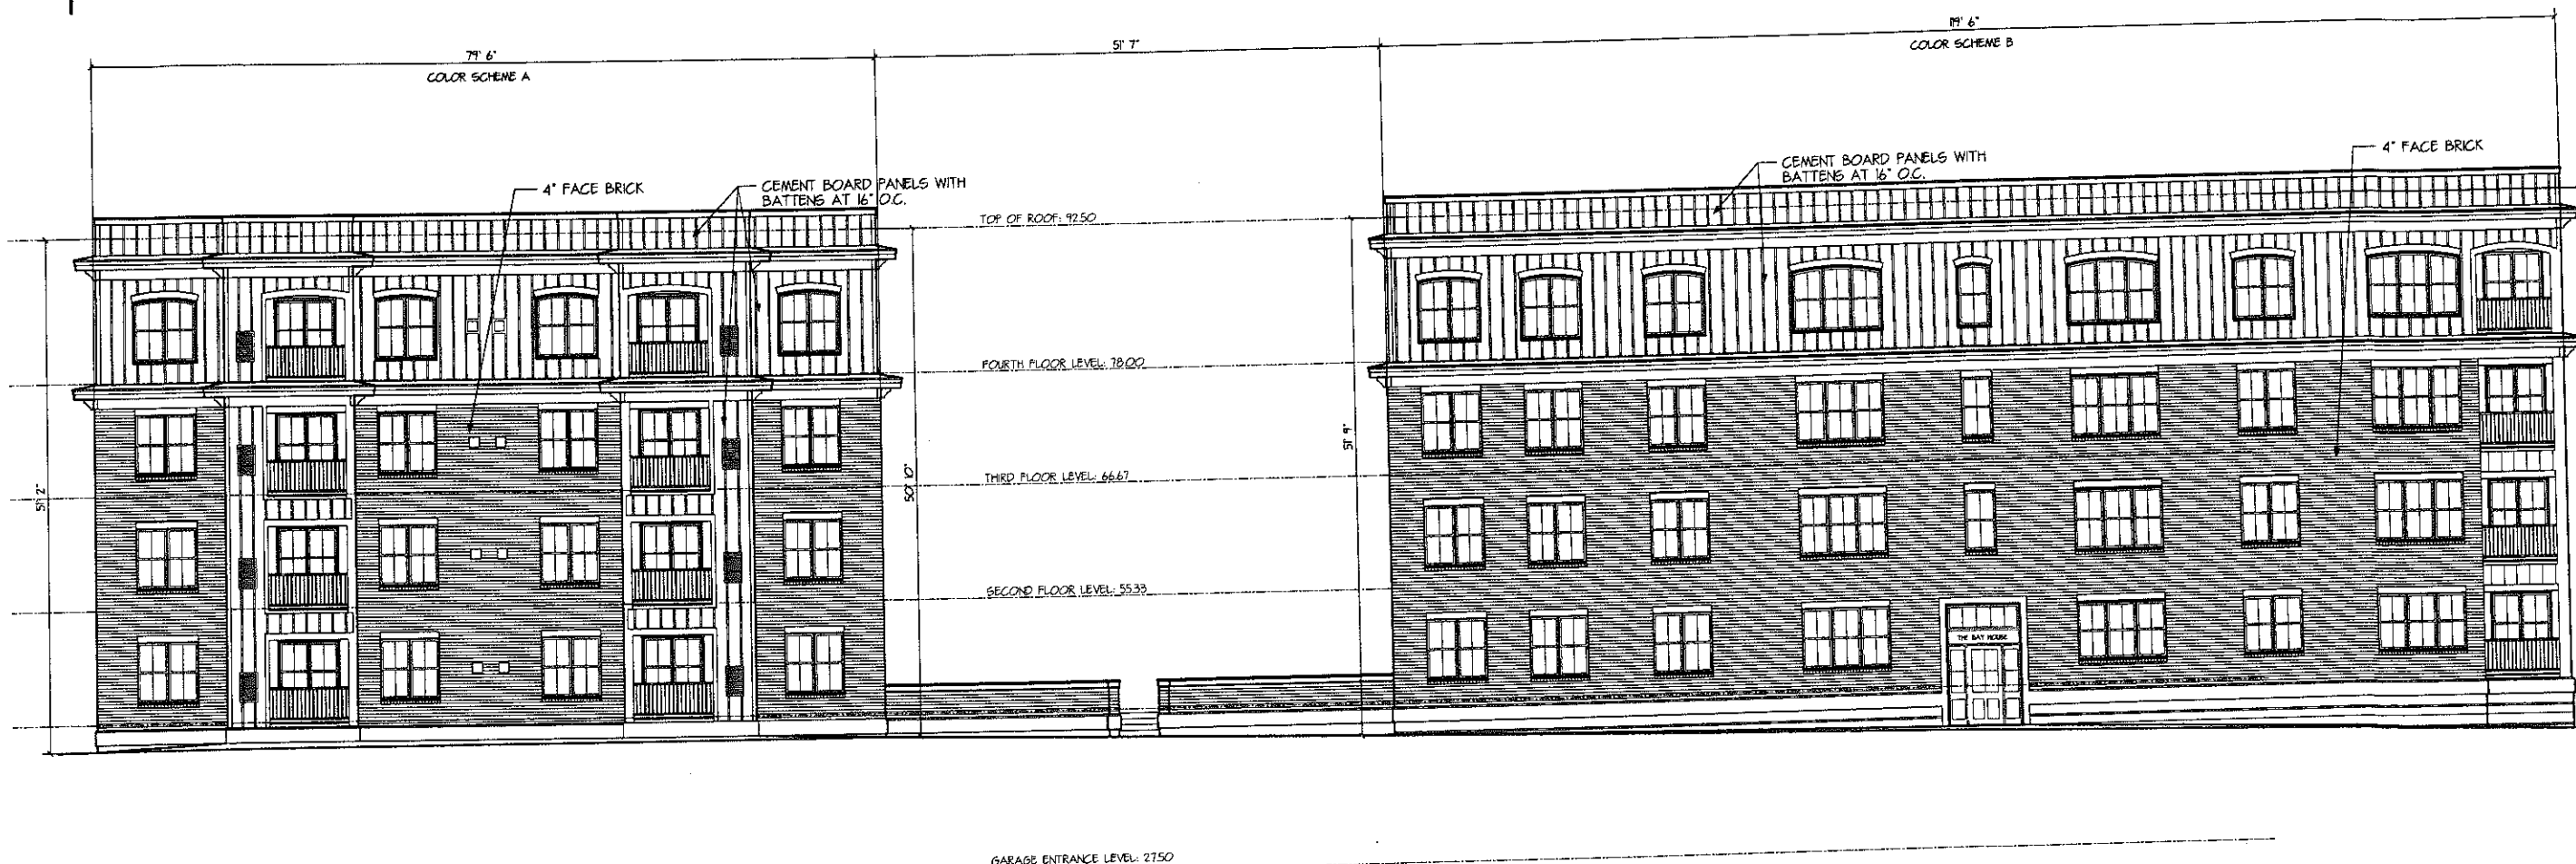 79' 6"
COLOR SCHEME A
51' 7"
119' 6"
COLOR SCHEME B
4" FACE BRICK
CEMENT BOARD PANELS WITH
BATTENS AT 16" O.C.
CEMENT BOARD PANELS WITH
BATTENS AT 16" O.C.
4" FACE BRICK
TOP OF ROOF: 92.50
FOURTH FLOOR LEVEL: 78.00
51' 2"
50' 10"
51' 9"
THIRD FLOOR LEVEL: 66.67
SECOND FLOOR LEVEL: 55.33
THE BAY HOUSE
GARAGE ENTRANCE LEVEL: 27.50